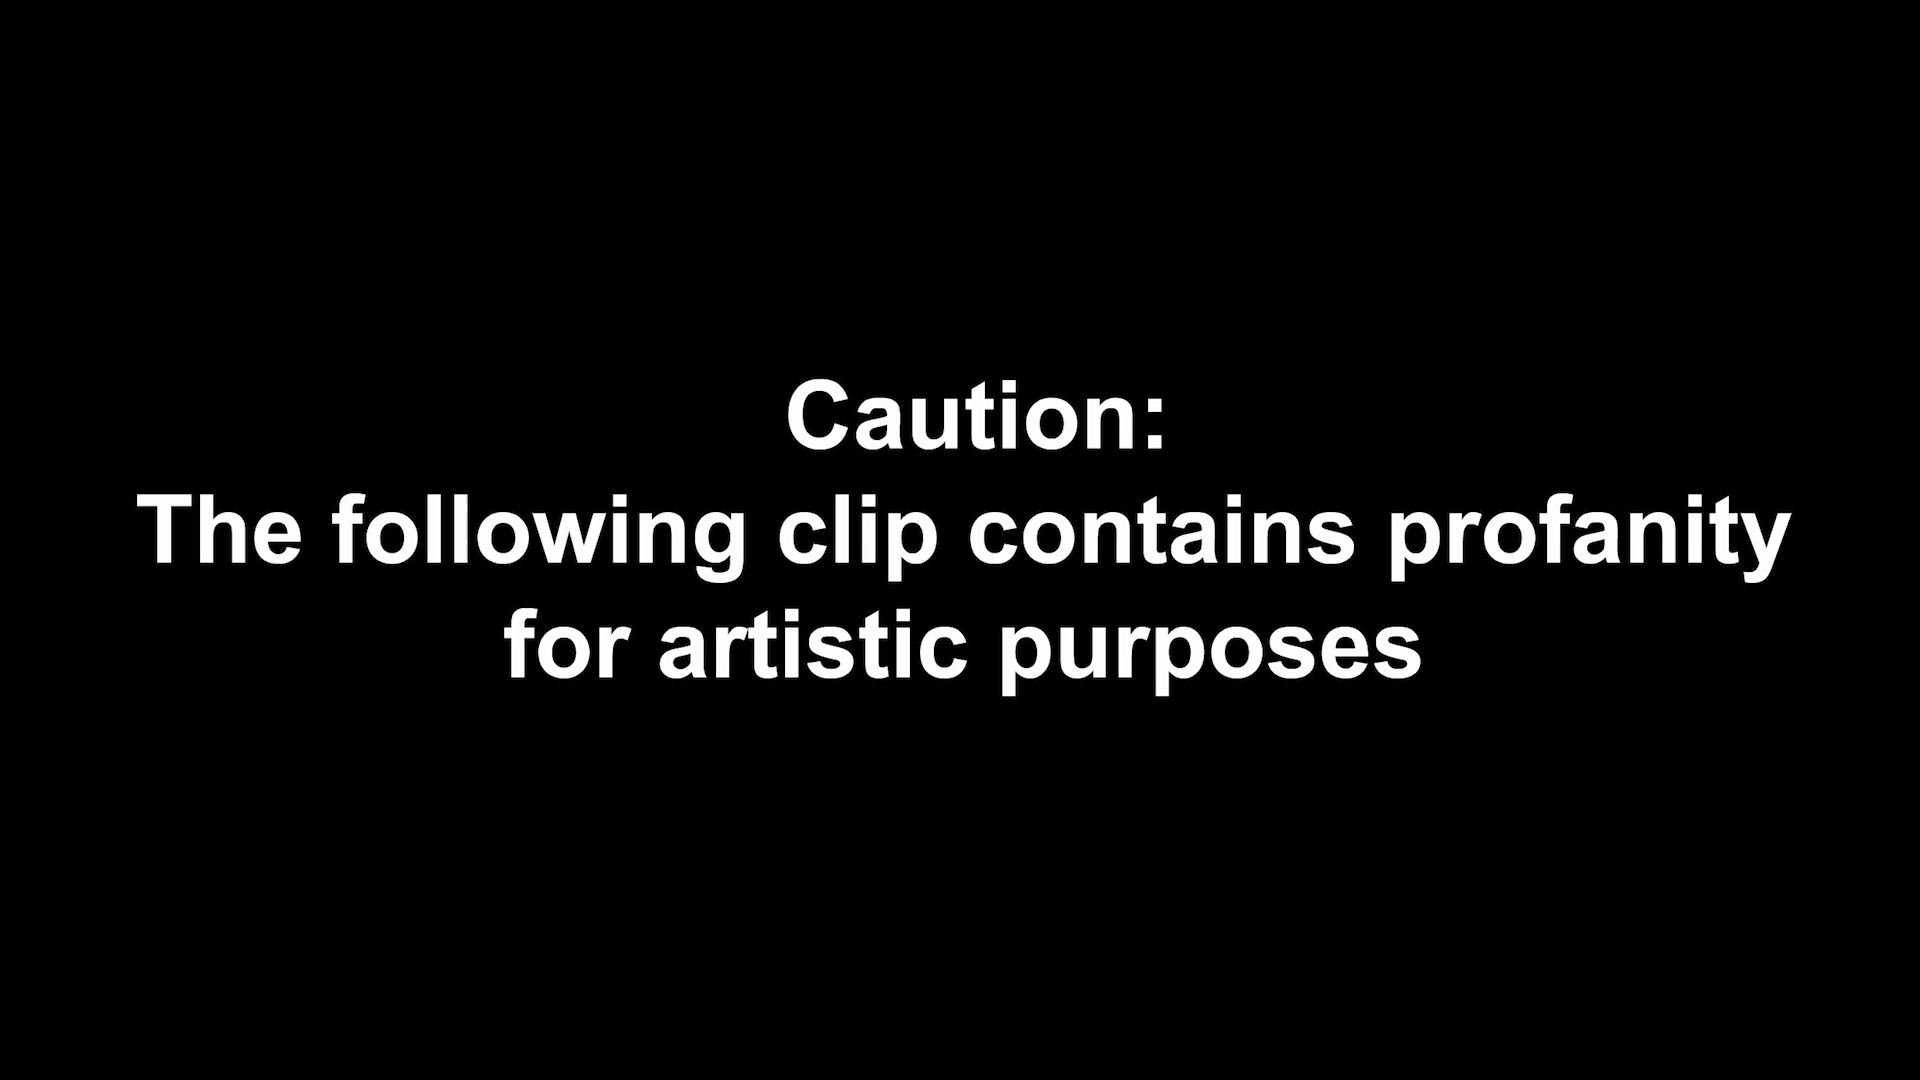 Caution:
The following clip contains profanity
for artistic purposes